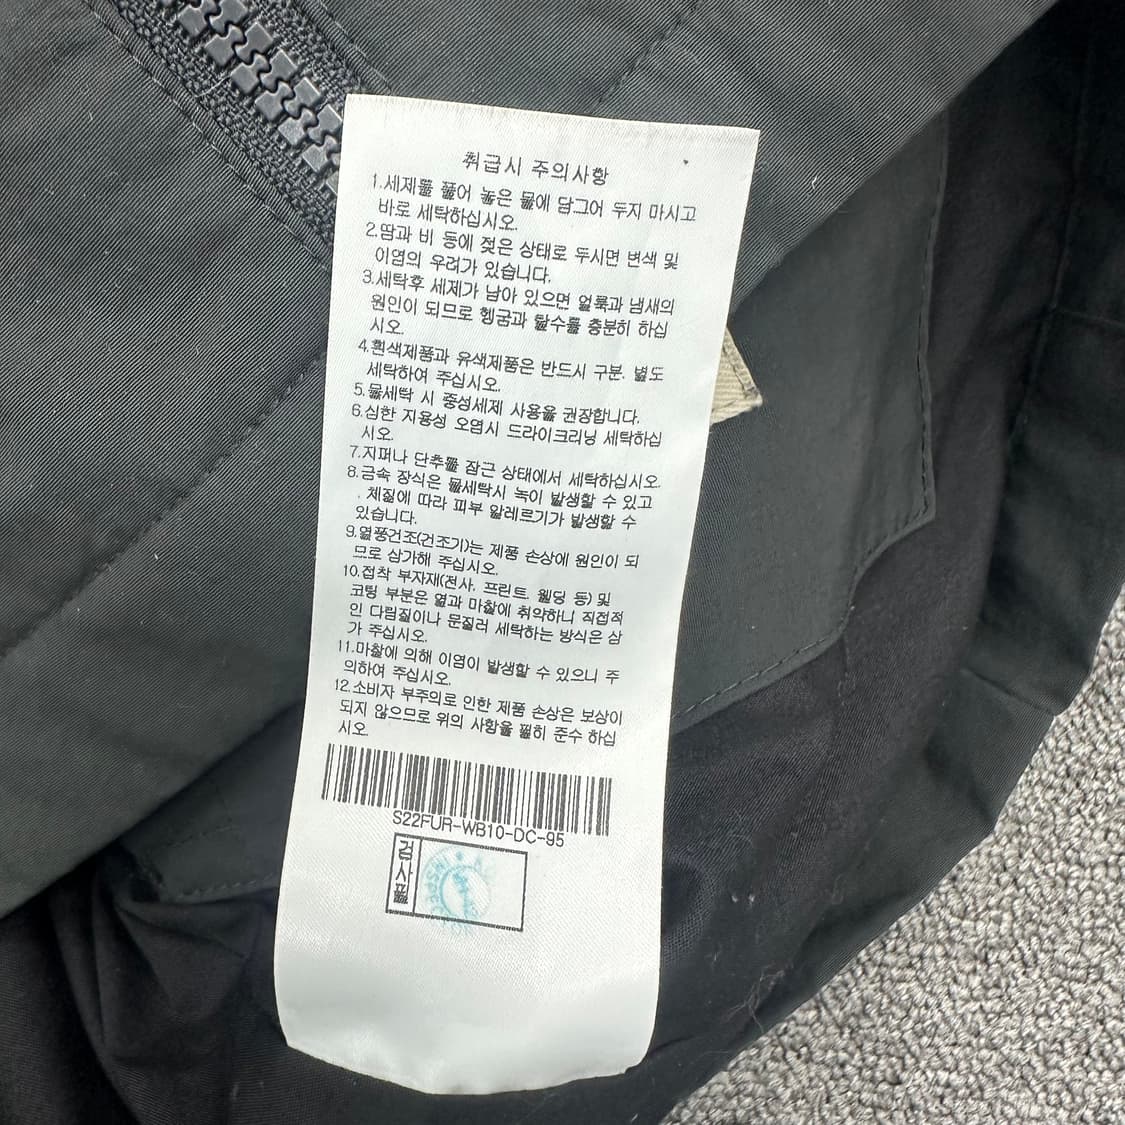 취급시 주의사항
1.세제를 풀어 놓은 물에 담그어 두지 마시고
바로 세탁하십시오.
2.땀과 비 등에 젖은 상태로 두시면 변색 및
이염의 우려가 있습니다.
3.세탁후 세제가 남아 있으면 얼룩과 냄새의
원인이 되므로 헹굼과 탈수를 충분히 하십
시오.
4.흰색제품과 유색제품은 반드시 구분. 별도
세탁하여 주십시오.
5.물세탁 시 중성세제 사용을 권장합니다.
6.심한 지용성 오염시 드라이크리닝 세탁하십
시오.
7.지퍼나 단추를 잠근 상태에서 세탁하십시오.
8.금속 장식은 물세탁시 녹이 발생할 수 있고
. 체질에 따라 피부 알레르기가 발생할 수
있습니다.
9.열풍건조(건조기)는 제품 손상에 원인이 되
므로 삼가해 주십시오.
10.접착 부자재(전사. 프린트. 웰딩 등) 및
코팅 부분은 열과 마찰에 취약하니 직접적
인 다림질이나 문질러 세탁하는 방식은 삼
가 주십시오.
11.마찰에 의해 이염이 발생할 수 있으니 주
의하여 주십시오.
12.소비자 부주의로 인한 제품 손상은 보상이
되지 않으므로 위의 사항을 필히 준수 하십
시오.
S22FUR-WB10-DC-95
검사필